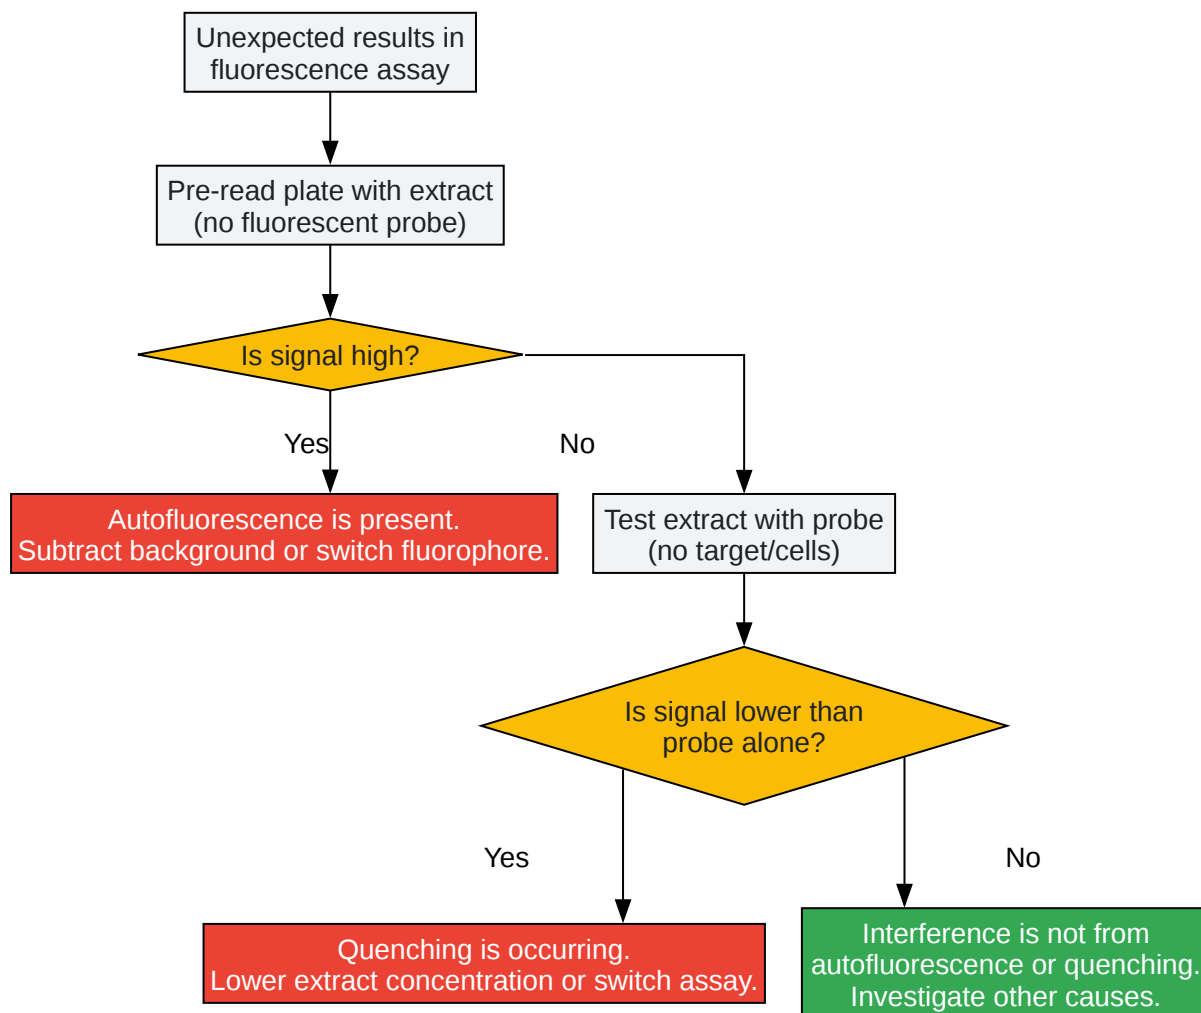 Unexpected results in
fluorescence assay
Pre-read plate with extract
(no fluorescent probe)
Is signal high?
Yes
No
Autofluorescence is present.
Subtract background or switch fluorophore.
Test extract with probe
(no target/cells)
Is signal lower than
probe alone?
Yes
No
Quenching is occurring.
Lower extract concentration or switch assay.
Interference is not from
autofluorescence or quenching.
Investigate other causes.